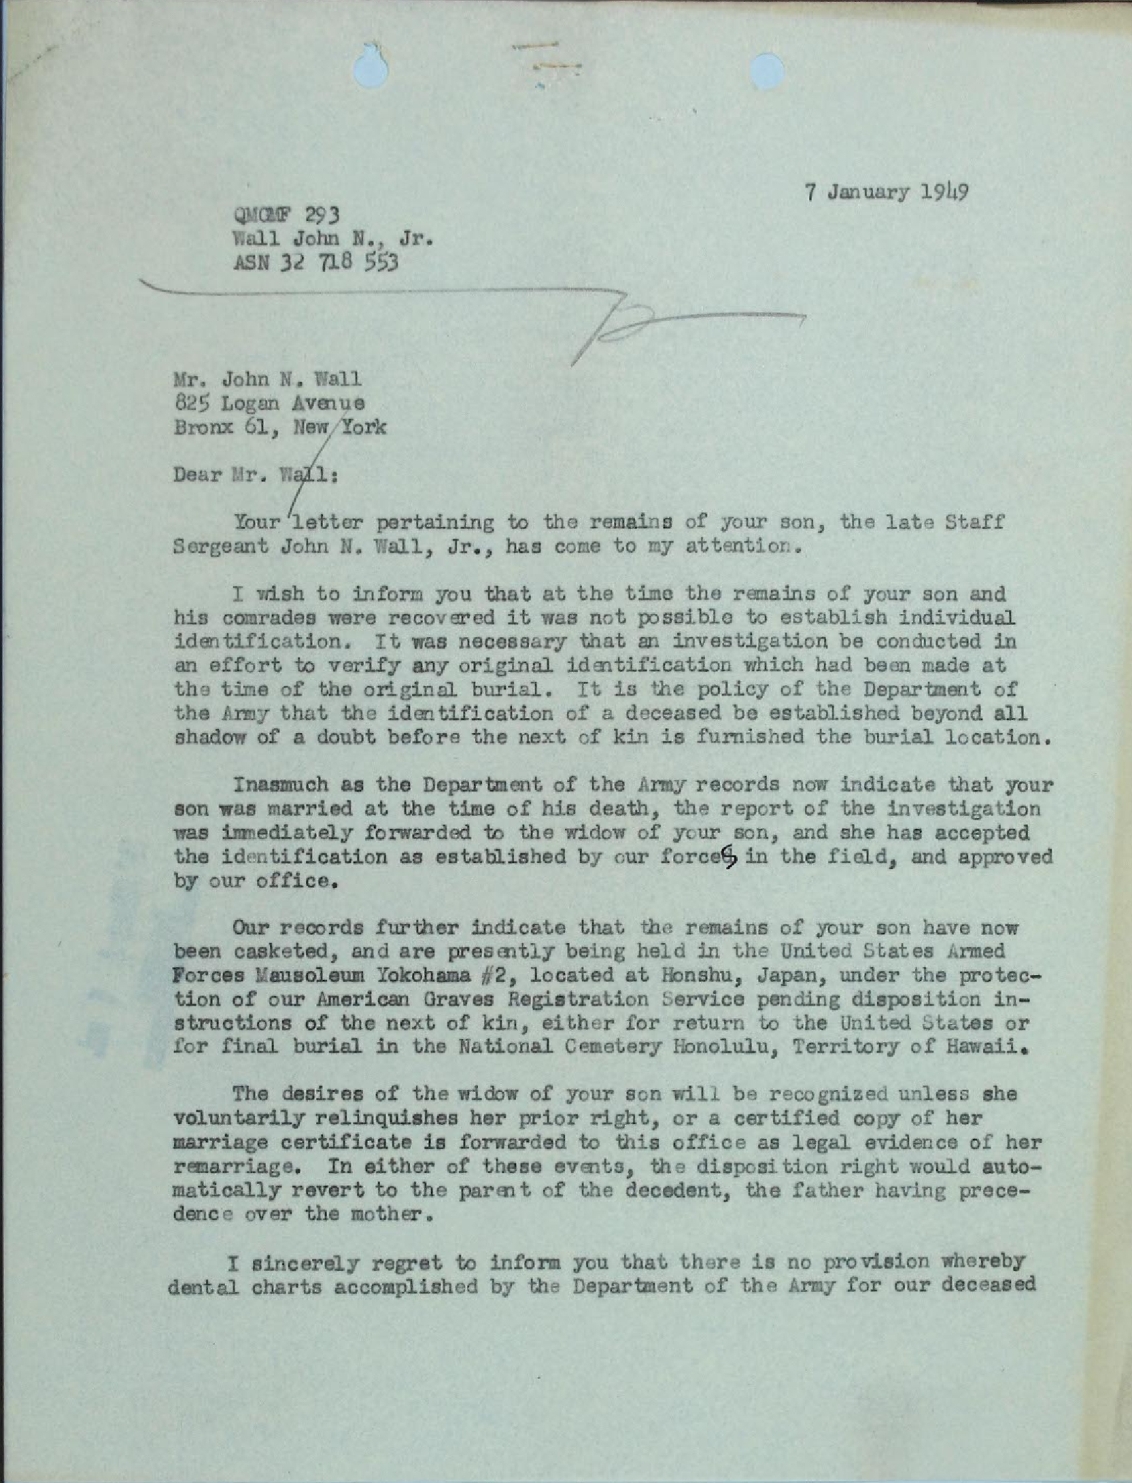 7 January 1949
QMGMF 293
Wall John N., Jr.
ASN 32 718 553
Mr. John N. Wall
825 Logan Avenue
Bronx 61, New York
Dear Mr. Wall:
Your letter pertaining to the remains of your son, the late Staff
Sergeant John N. Wall, Jr., has come to my attention.
I wish to inform you that at the time the remains of your son and
his comrades were recovered it was not possible to establish individual
identification. It was necessary that an investigation be conducted in
an effort to verify any original identification which had been made at
the time of the original burial. It is the policy of the Department of
the Army that the identification of a deceased be established beyond all
shadow of a doubt before the next of kin is furnished the burial location.
Inasmuch as the Department of the Army records now indicate that your
son was married at the time of his death, the report of the investigation
was immediately forwarded to the widow of your son, and she has accepted
the identification as established by our forces in the field, and approved
by our office.
Our records further indicate that the remains of your son have now
been casketed, and are presently being held in the United States Armed
Forces Mausoleum Yokohama #2, located at Honshu, Japan, under the protec-
tion of our American Graves Registration Service pending disposition in-
structions of the next of kin, either for return to the United States or
for final burial in the National Cemetery Honolulu, Territory of Hawaii.
The desires of the widow of your son will be recognized unless she
voluntarily relinquishes her prior right, or a certified copy of her
marriage certificate is forwarded to this office as legal evidence of her
remarriage. In either of these events, the disposition right would auto-
matically revert to the parent of the decedent, the father having prece-
dence over the mother.
I sincerely regret to inform you that there is no provision whereby
dental charts accomplished by the Department of the Army for our deceased